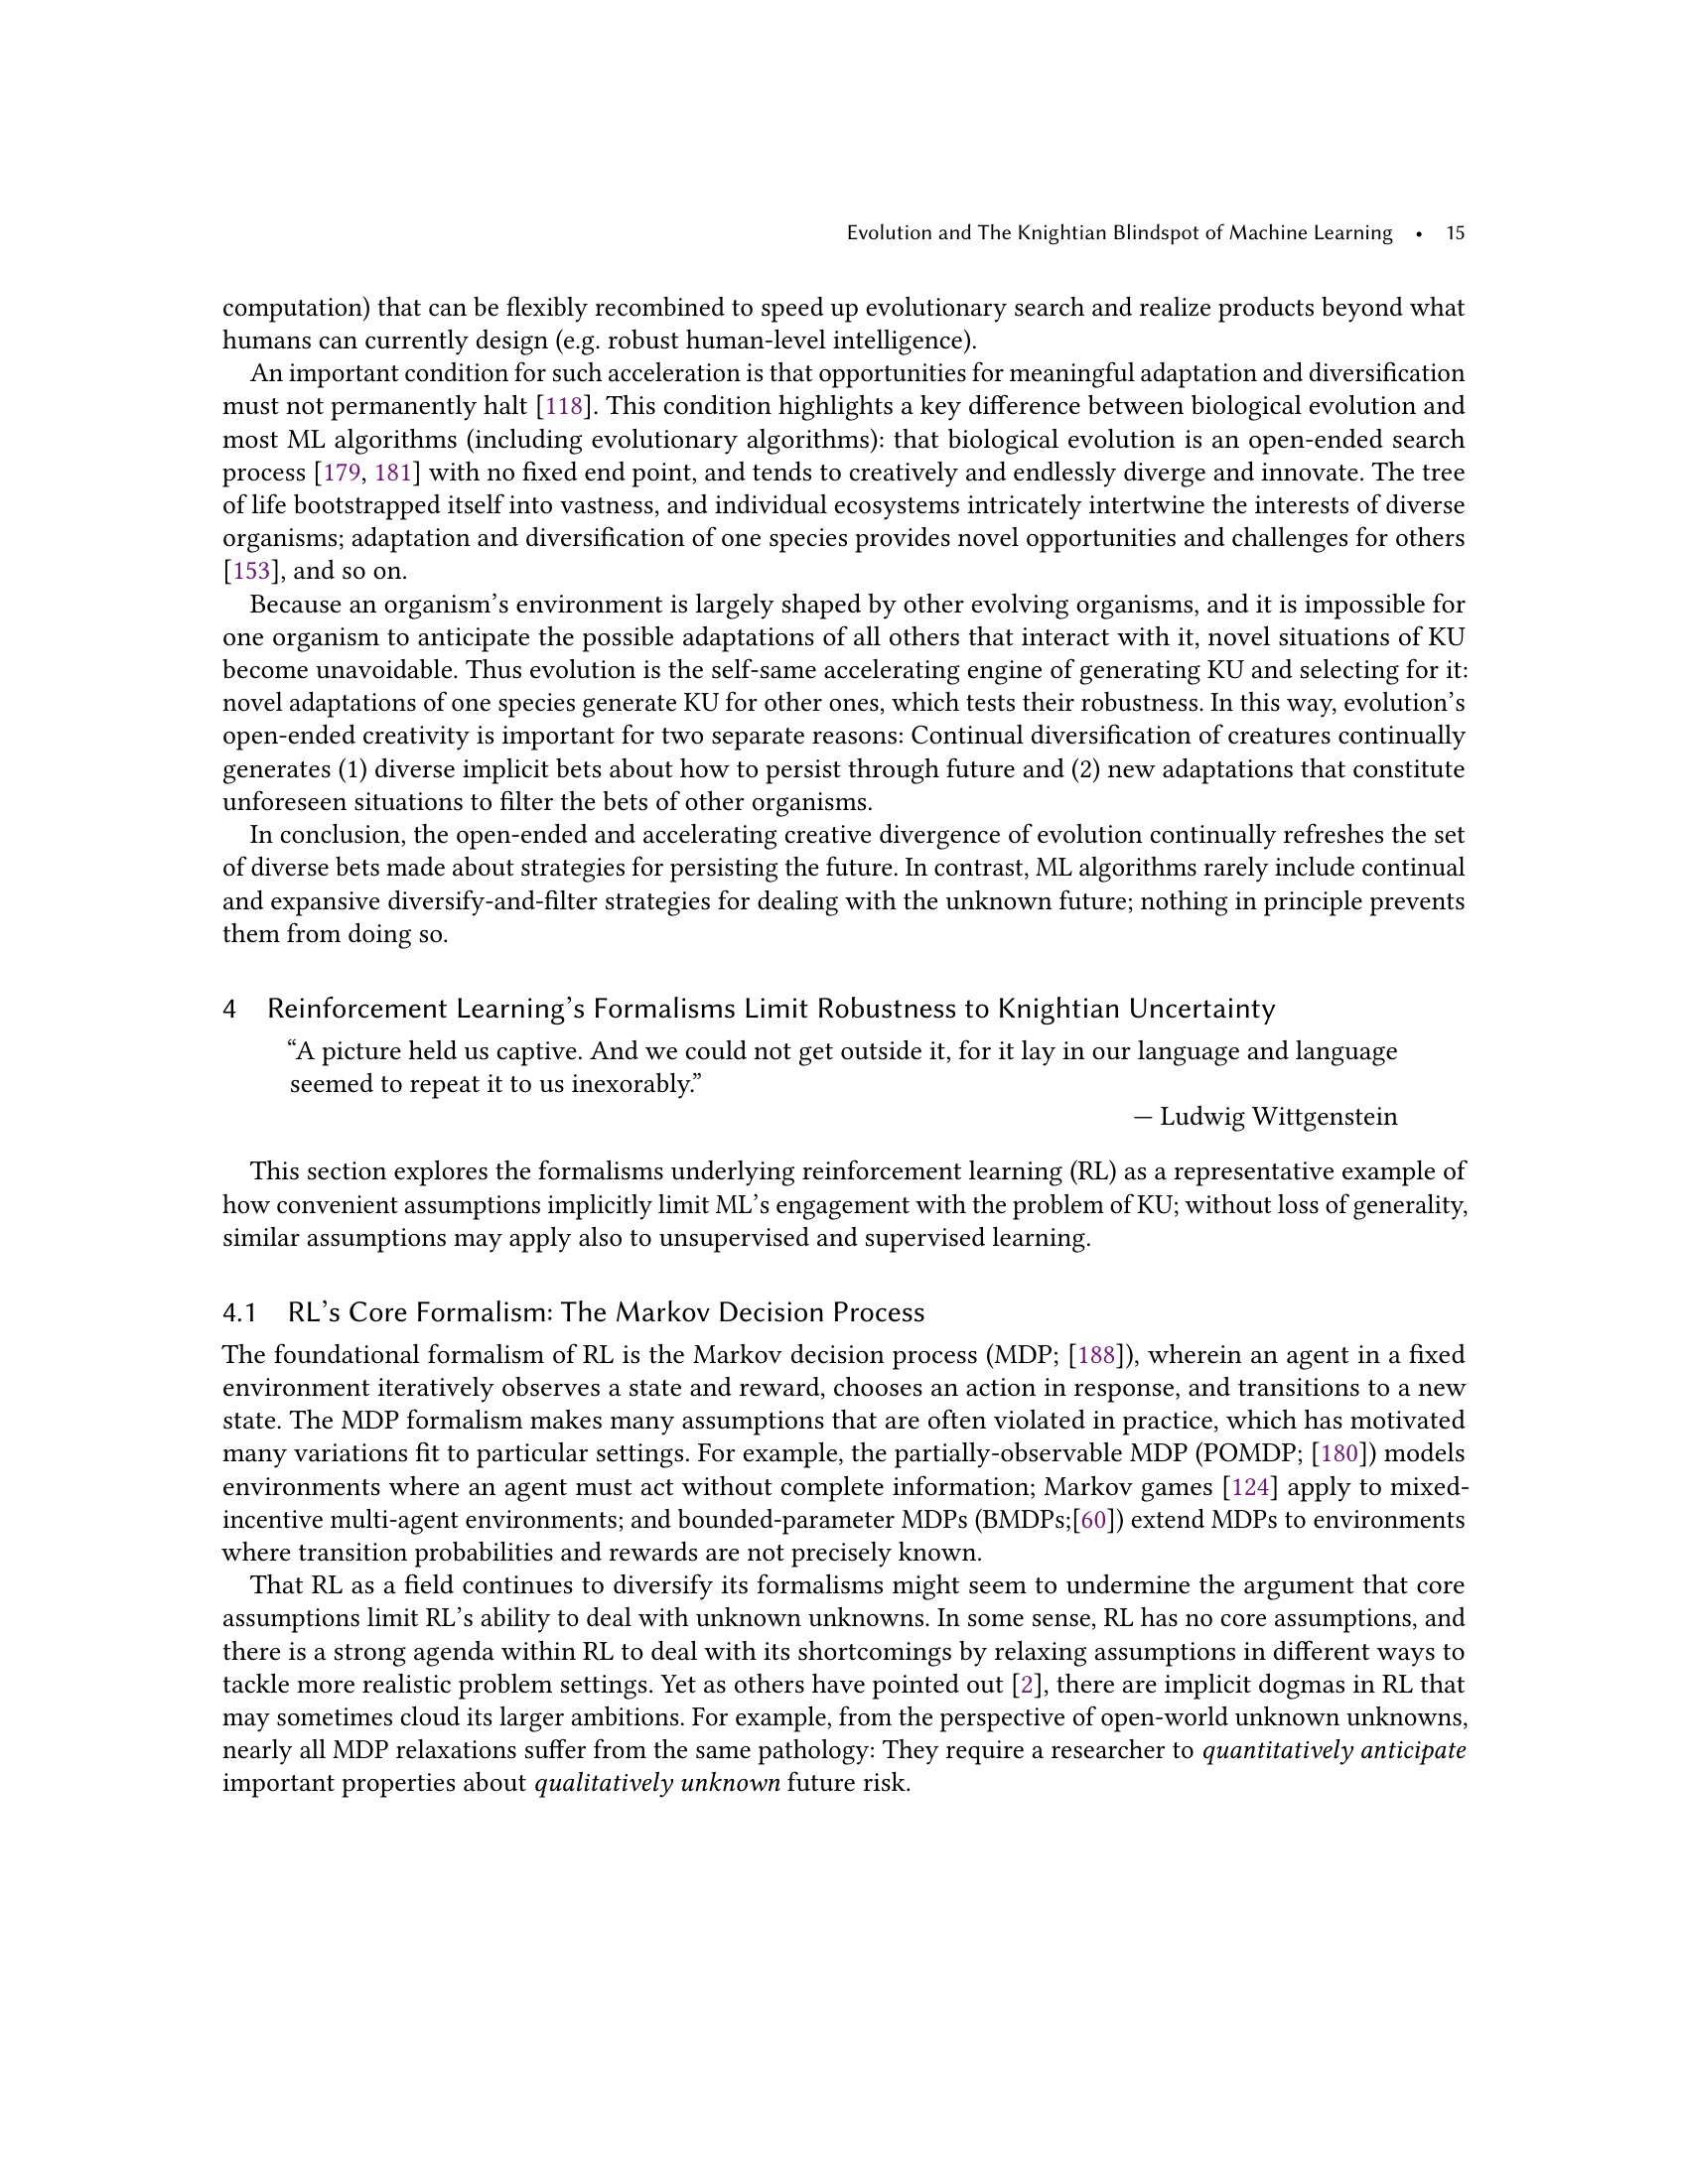 Evolution and The Knightian Blindspot of Machine Learning • 15
computation) that can be flexibly recombined to speed up evolutionary search and realize products beyond what
humans can currently design (e.g. robust human-level intelligence).
An important condition for such acceleration is that opportunities for meaningful adaptation and diversification
must not permanently halt [118]. This condition highlights a key difference between biological evolution and
most ML algorithms (including evolutionary algorithms): that biological evolution is an open-ended search
process [179, 181] with no fixed end point, and tends to creatively and endlessly diverge and innovate. The tree
of life bootstrapped itself into vastness, and individual ecosystems intricately intertwine the interests of diverse
organisms; adaptation and diversification of one species provides novel opportunities and challenges for others
[153], and so on.
Because an organism’s environment is largely shaped by other evolving organisms, and it is impossible for
one organism to anticipate the possible adaptations of all others that interact with it, novel situations of KU
become unavoidable. Thus evolution is the self-same accelerating engine of generating KU and selecting for it:
novel adaptations of one species generate KU for other ones, which tests their robustness. In this way, evolution’s
open-ended creativity is important for two separate reasons: Continual diversification of creatures continually
generates (1) diverse implicit bets about how to persist through future and (2) new adaptations that constitute
unforeseen situations to filter the bets of other organisms.
In conclusion, the open-ended and accelerating creative divergence of evolution continually refreshes the set
of diverse bets made about strategies for persisting the future. In contrast, ML algorithms rarely include continual
and expansive diversify-and-filter strategies for dealing with the unknown future; nothing in principle prevents
them from doing so.
4 Reinforcement Learning’s Formalisms Limit Robustness to Knightian Uncertainty
“A picture held us captive. And we could not get outside it, for it lay in our language and language
seemed to repeat it to us inexorably.”
— Ludwig Wittgenstein
This section explores the formalisms underlying reinforcement learning (RL) as a representative example of
how convenient assumptions implicitly limit ML’s engagement with the problem of KU; without loss of generality,
similar assumptions may apply also to unsupervised and supervised learning.
4.1 RL’s Core Formalism: The Markov Decision Process
The foundational formalism of RL is the Markov decision process (MDP; [188]), wherein an agent in a fixed
environment iteratively observes a state and reward, chooses an action in response, and transitions to a new
state. The MDP formalism makes many assumptions that are often violated in practice, which has motivated
many variations fit to particular settings. For example, the partially-observable MDP (POMDP; [180]) models
environments where an agent must act without complete information; Markov games [124] apply to mixed-
incentive multi-agent environments; and bounded-parameter MDPs (BMDPs;[60]) extend MDPs to environments
where transition probabilities and rewards are not precisely known.
That RL as a field continues to diversify its formalisms might seem to undermine the argument that core
assumptions limit RL’s ability to deal with unknown unknowns. In some sense, RL has no core assumptions, and
there is a strong agenda within RL to deal with its shortcomings by relaxing assumptions in different ways to
tackle more realistic problem settings. Yet as others have pointed out [2], there are implicit dogmas in RL that
may sometimes cloud its larger ambitions. For example, from the perspective of open-world unknown unknowns,
nearly all MDP relaxations suffer from the same pathology: They require a researcher to quantitatively anticipate
important properties about qualitatively unknown future risk.